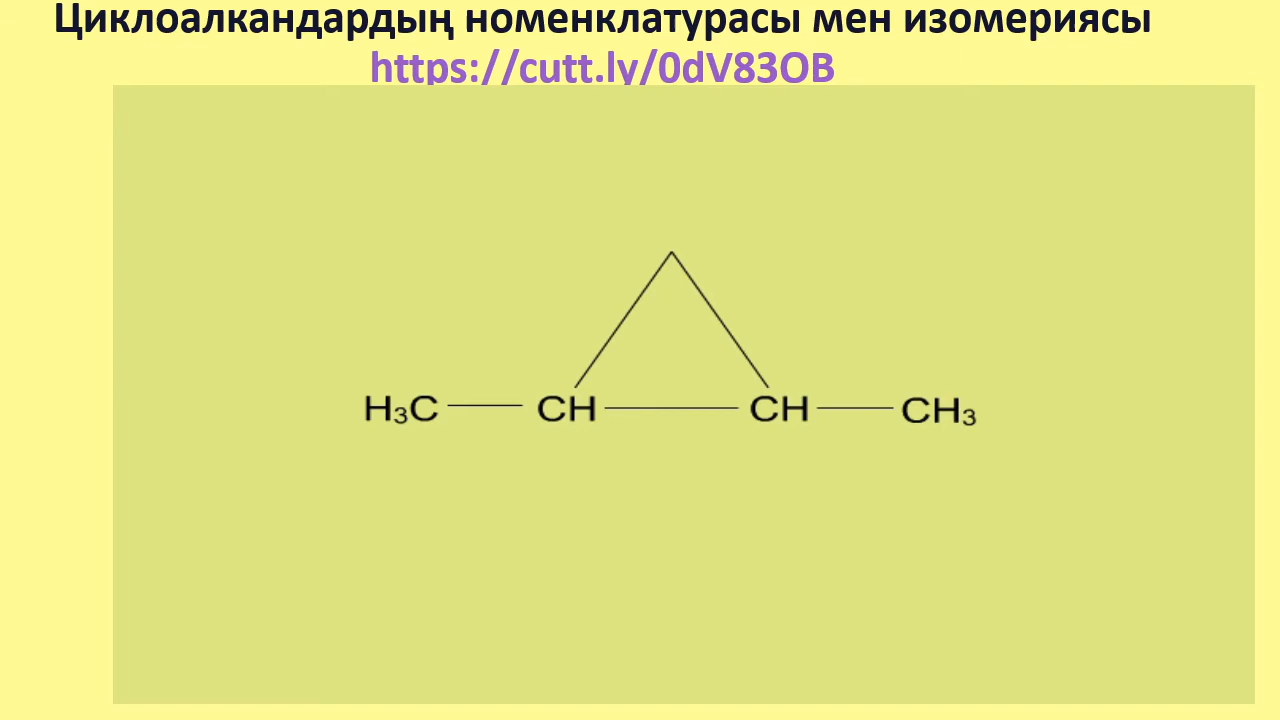 Циклоалкандардың номенклатурасы мен изомериясы
https://cutt.ly/0dV83OB
H₃C CH CH CH₃